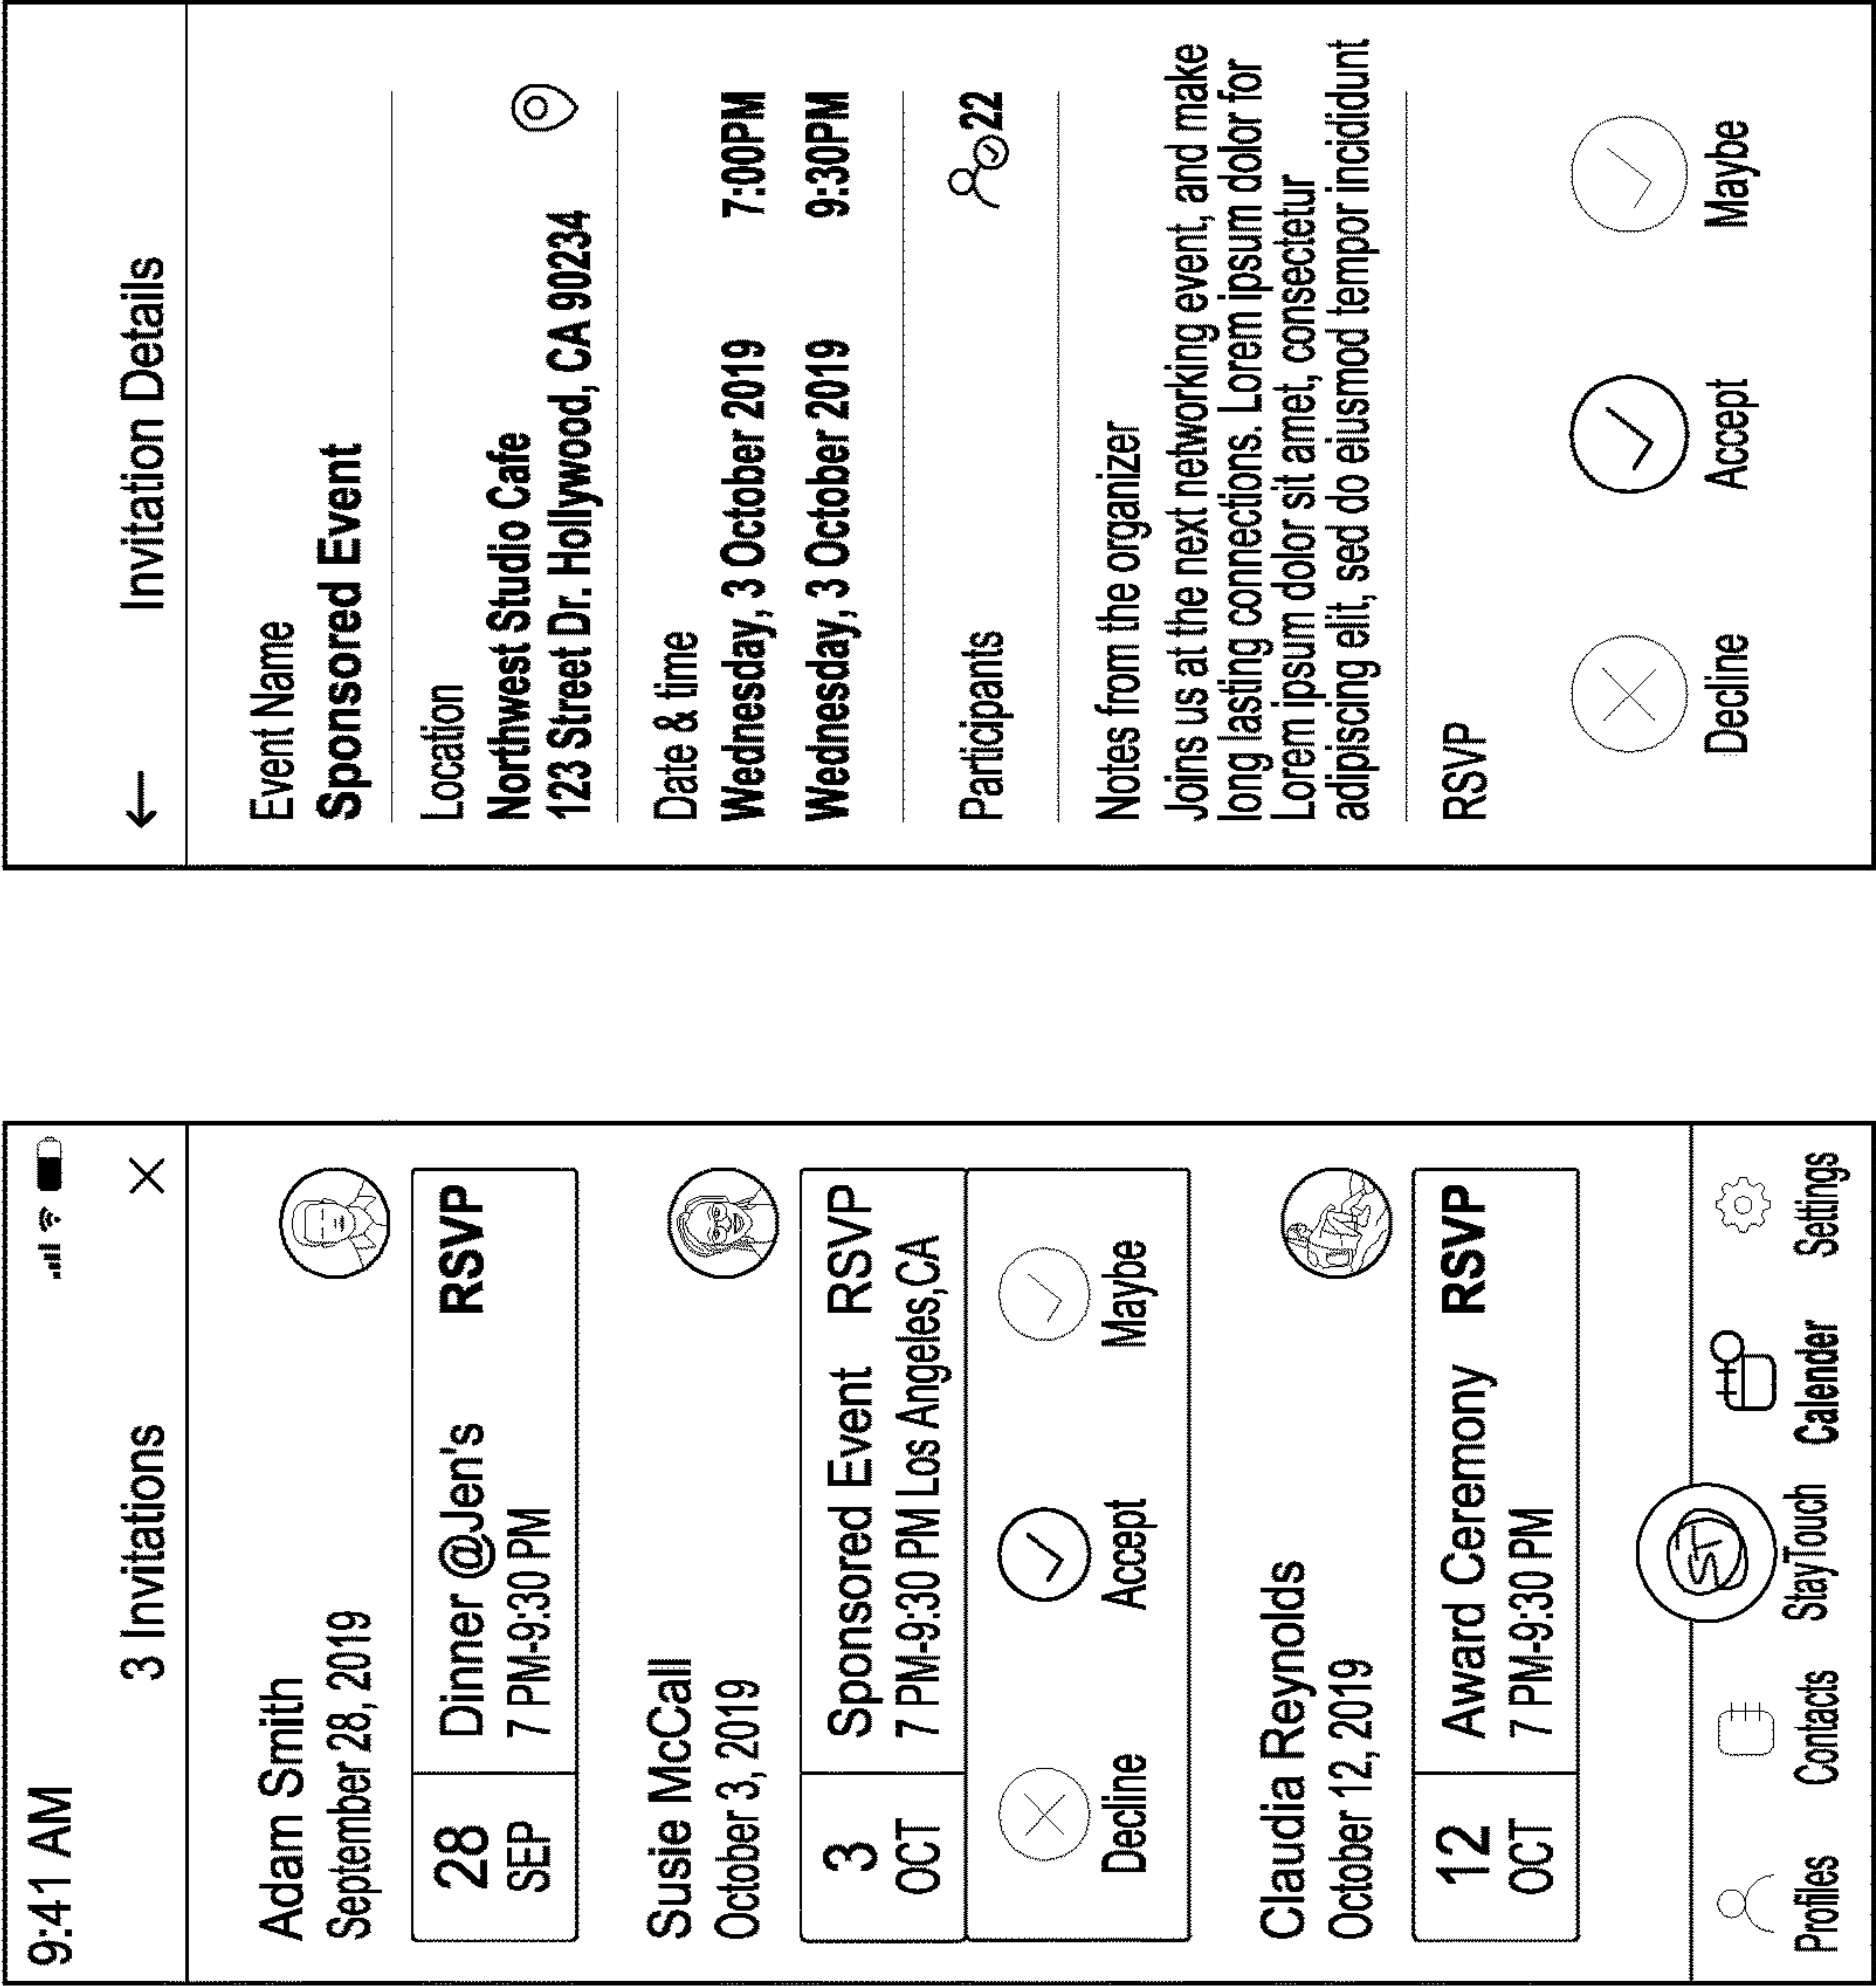 9:41 AM
3 Invitations
Adam Smith
September 28, 2019
28
SEP
Dinner @Jen's
RSVP
7 PM-9:30 PM
Susie McCall
October 3, 2019
3
OCT
Sponsored Event
RSVP
7 PM-9:30 PM Los Angeles,CA
Decline
Accept
Maybe
Claudia Reynolds
October 12, 2019
12
OCT
Award Ceremony
RSVP
7 PM-9:30 PM
ST
Profiles
Contacts
StayTouch
Calender
Settings
Invitation Details
Event Name
Sponsored Event
Location
Northwest Studio Cafe
123 Street Dr. Hollywood, CA 90234
Date & time
Wednesday, 3 October 2019 7:00PM
Wednesday, 3 October 2019 9:30PM
Participants
22
Notes from the organizer
Joins us at the next networking event, and make
long lasting connections. Lorem ipsum dolor for
Lorem ipsum dolor sit amet, consectetur
adipiscing elit, sed do eiusmod tempor incididunt
RSVP
Decline
Accept
Maybe